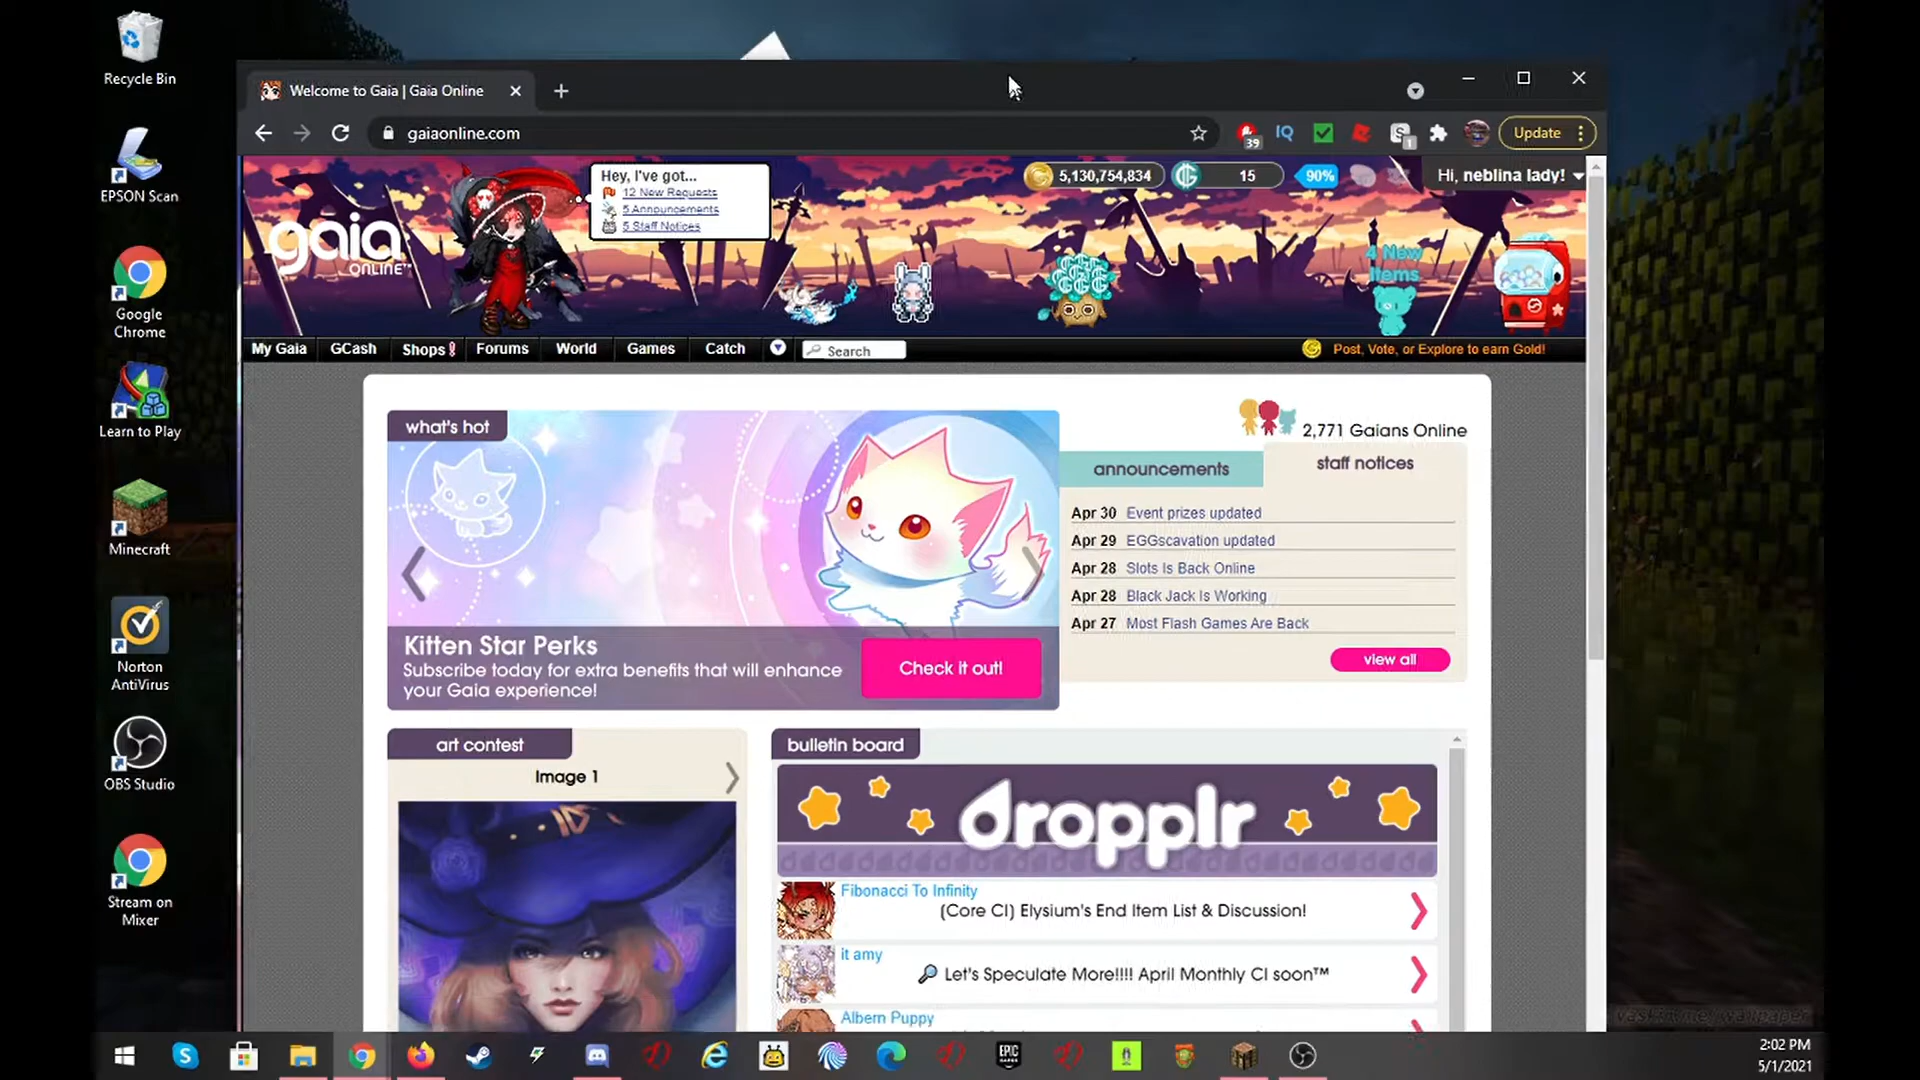 Recycle Bin
EPSON Scan
Google
Chrome
Learn to Play
Minecraft
Norton
AntiVirus
OBS Studio
Stream on
Mixer
Welcome to Gaia | Gaia Online
gaiaonline.com
39
IQ
S
1
Update
gaia
ONLINE™
Hey, I've got...
12 New Requests
5 Announcements
5 Staff Notices
5,130,754,834
15
90%
Hi, neblina lady!
4 New
Items
My Gaia
GCash
Shops!
Forums
World
Games
Catch
Search
Post, Vote, or Explore to earn Gold!
what's hot
Kitten Star Perks
Subscribe today for extra benefits that will enhance
your Gaia experience!
Check it out!
2,771 Gaians Online
announcements
staff notices
Apr 30 Event prizes updated
Apr 29 EGGscavation updated
Apr 28 Slots Is Back Online
Apr 28 Black Jack Is Working
Apr 27 Most Flash Games Are Back
view all
art contest
Image 1
bulletin board
dropplr
Fibonacci To Infinity
(Core CI) Elysium's End Item List & Discussion!
it amy
Let's Speculate More!!!! April Monthly CI soon™
Albern Puppy
EPIC
2:02 PM
5/1/2021